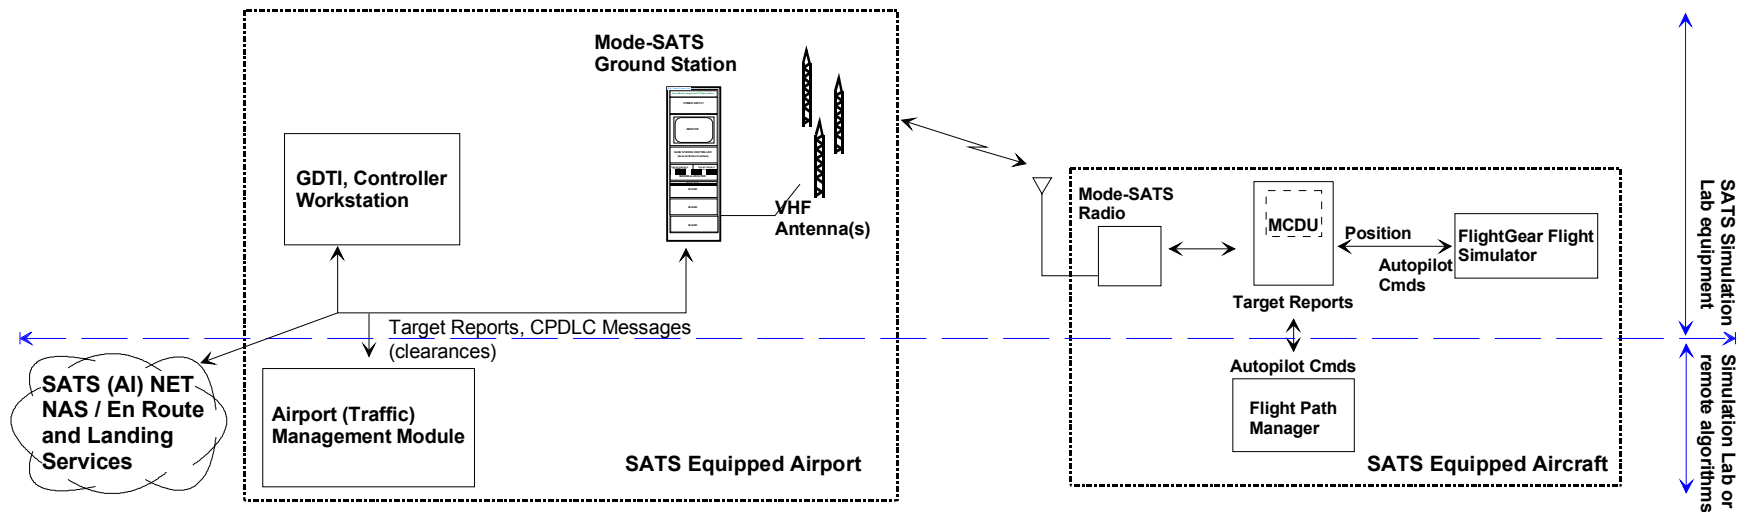 Mode-SATS
Ground Station
GDTI, Controller
Workstation
VHF
Antenna(s)
Target Reports, CPDLC Messages
(clearances)
SATS (AI) NET
NAS / En Route
and Landing
Services
Airport (Traffic)
Management Module
SATS Equipped Airport
Mode-SATS
Radio
MCDU
Position
Autopilot
Cmds
FlightGear Flight
Simulator
Target Reports
Autopilot Cmds
Flight Path
Manager
SATS Equipped Aircraft
SATS Simulation
Lab equipment
Simulation Lab or
remote algorithms